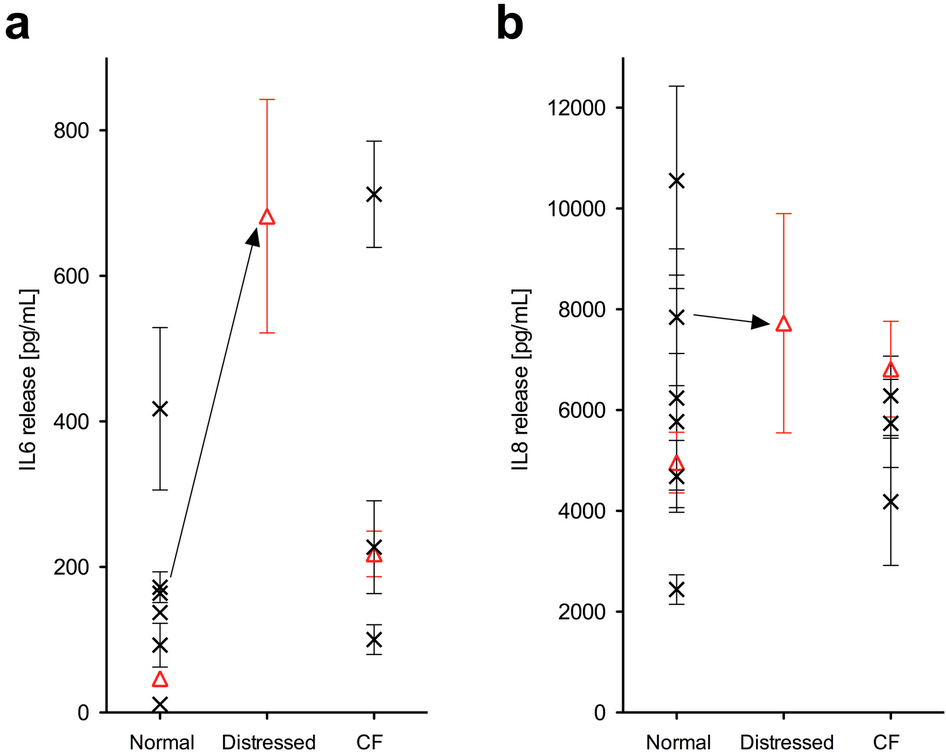 a
IL6 release [pg/mL]
800
600
400
200
0
Normal Distressed CF
b
IL8 release [pg/mL]
12000
10000
8000
6000
4000
2000
0
Normal Distressed CF